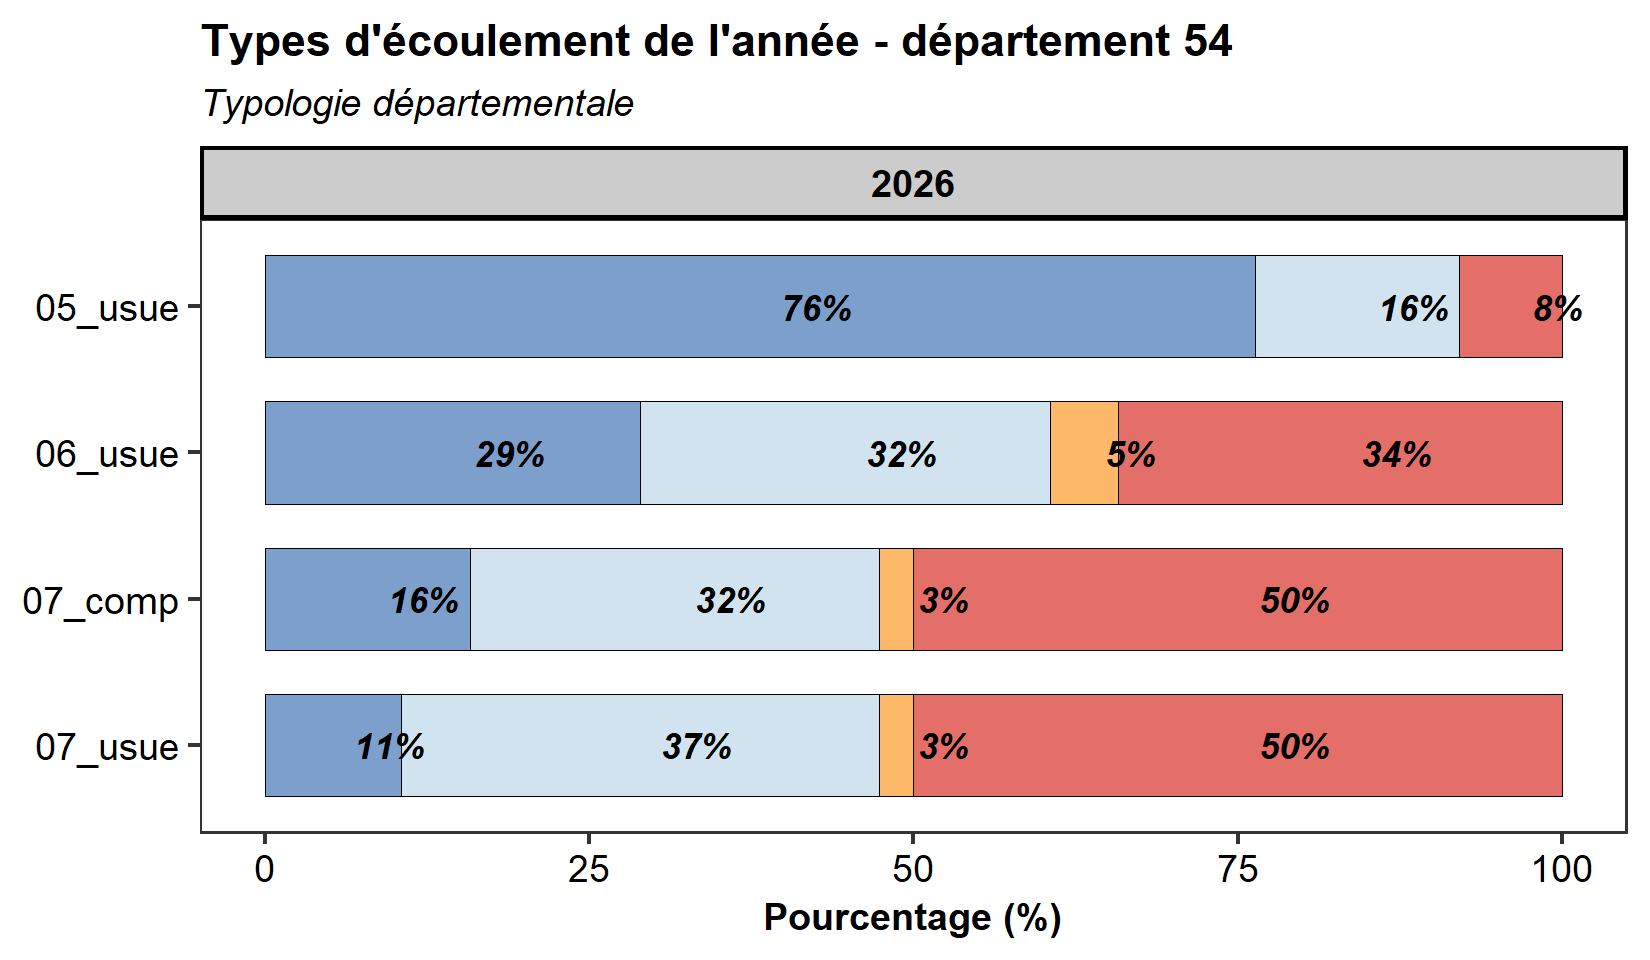 Types d'écoulement de l'année - département 54
Typologie départementale
2026
05_usue 76% 16% 8%
06_usue 29% 32% 5% 34%
07_comp 16% 32% 3% 50%
07_usue 11% 37% 3% 50%
0 25 50 75 100
Pourcentage (%)